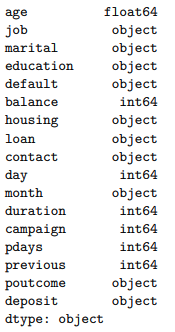 age float64
job object
marital object
education object
default object
balance int64
housing object
loan object
contact object
day int64
month object
duration int64
campaign int64
pdays int64
previous int64
poutcome object
deposit object
dtype: object